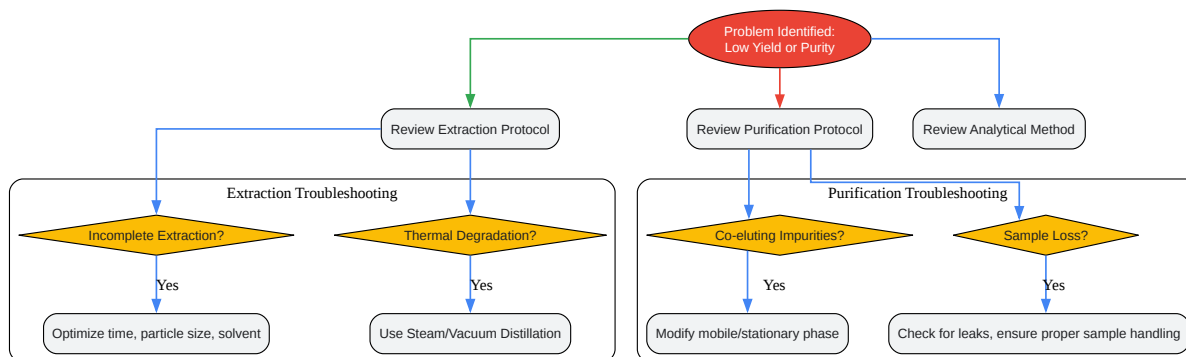 Problem Identified:
Low Yield or Purity
Review Extraction Protocol
Review Purification Protocol
Review Analytical Method
Extraction Troubleshooting
Purification Troubleshooting
Incomplete Extraction?
Thermal Degradation?
Co-eluting Impurities?
Sample Loss?
Yes
Yes
Yes
Yes
Optimize time, particle size, solvent
Use Steam/Vacuum Distillation
Modify mobile/stationary phase
Check for leaks, ensure proper sample handling